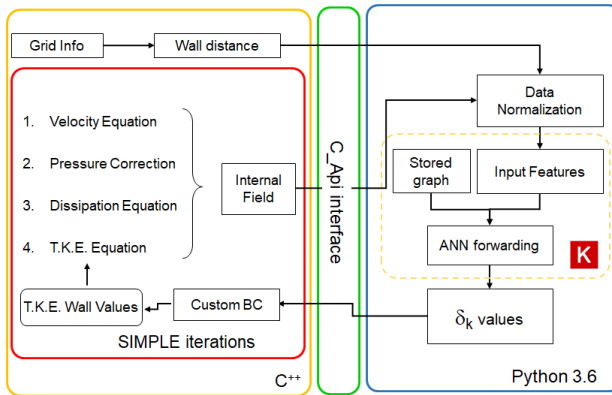 Grid Info
Wall distance
1. Velocity Equation
2. Pressure Correction
3. Dissipation Equation
4. T.K.E. Equation
Internal
Field
T.K.E. Wall Values
Custom BC
SIMPLE iterations
C++
C_Api interface
Data
Normalization
Stored
graph
Input Features
ANN forwarding
K
δk values
Python 3.6